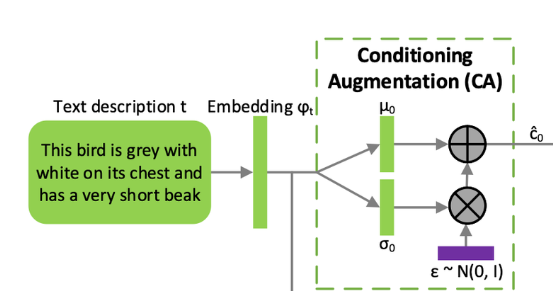 Conditioning
Augmentation (CA)
Text description t
Embedding φt
This bird is grey with
white on its chest and
has a very short beak
μ0
ĉ0
σ0
ε ~ N(0, I)